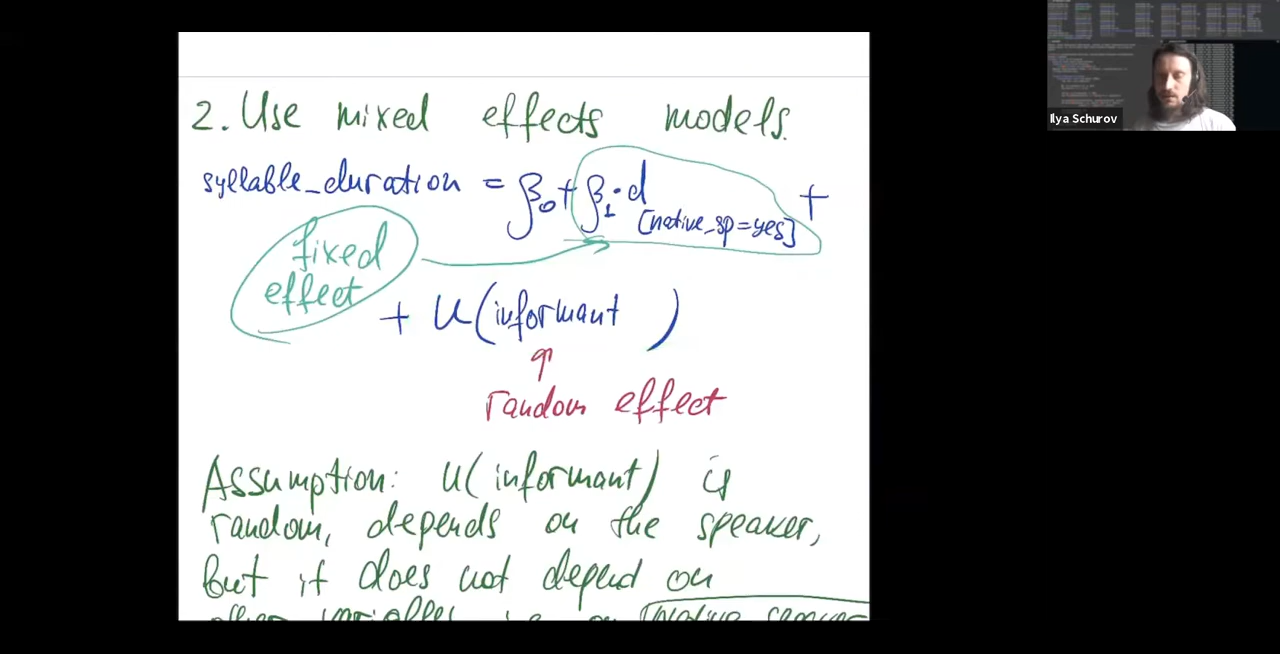 2. Use mixed effects models.
syllable_duration = β₀ + β₁·d[native_sp=yes] +
fixed
effect
+ u(informant )
random effect
Assumption: u(informant) is
random, depends on the speaker,
but it does not depend on
Ilya Schurov